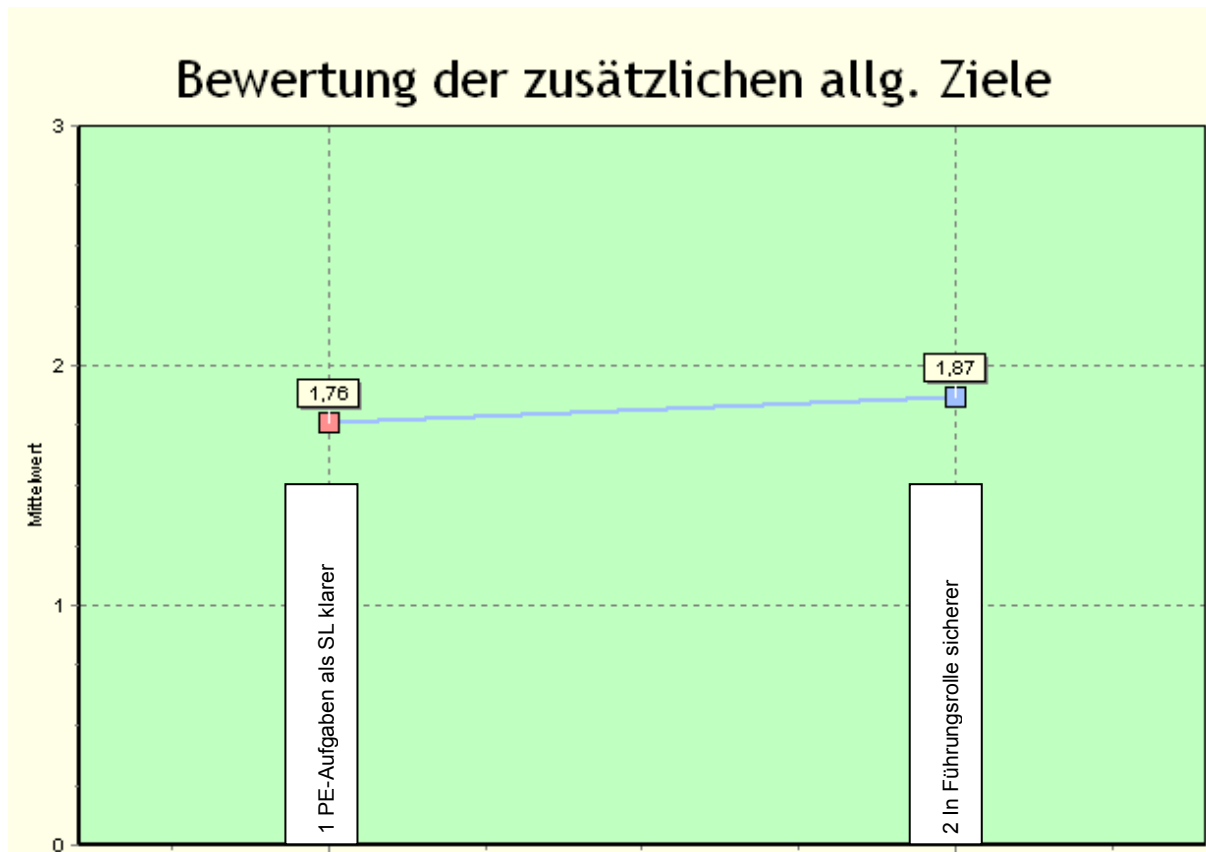 Bewertung der zusätzlichen allg. Ziele
3
2
1
0
Mittelwert
1,76
1,87
1 PE-Aufgaben als SL klarer
2 In Führungsrolle sicherer